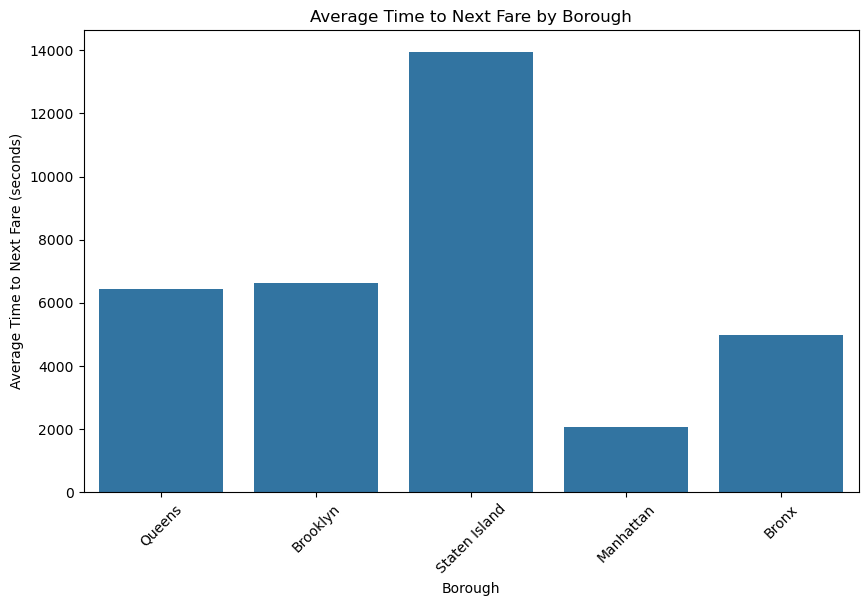 Average Time to Next Fare by Borough
Average Time to Next Fare (seconds)
14000
12000
10000
8000
6000
4000
2000
0
Queens
Brooklyn
Staten Island
Manhattan
Bronx
Borough